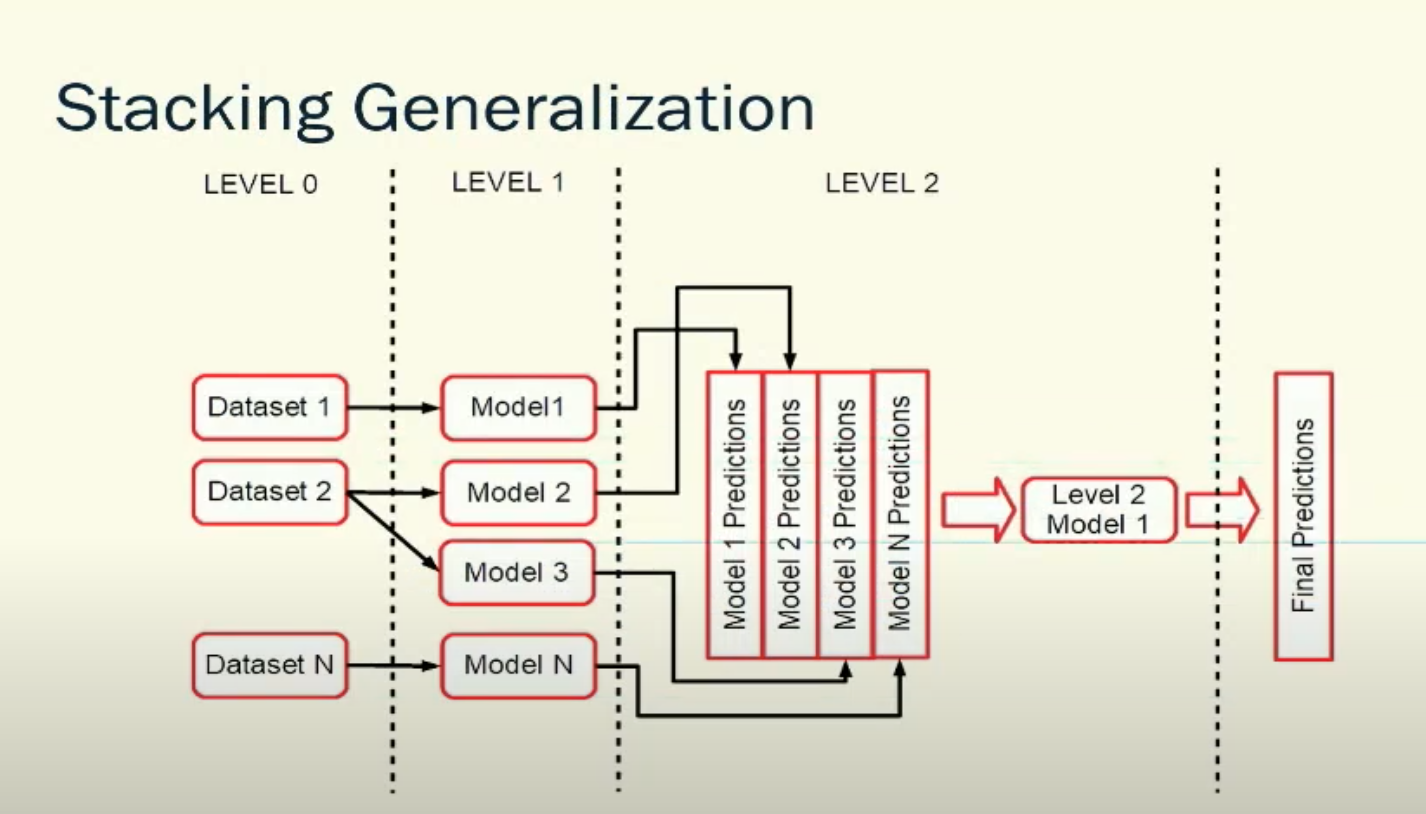 Stacking Generalization
LEVEL 0
LEVEL 1
LEVEL 2
Dataset 1
Model1
Dataset 2
Model 2
Model 3
Dataset N
Model N
Model 1 Predictions
Model 2 Predictions
Model 3 Predictions
Model N Predictions
Level 2
Model 1
Final Predictions